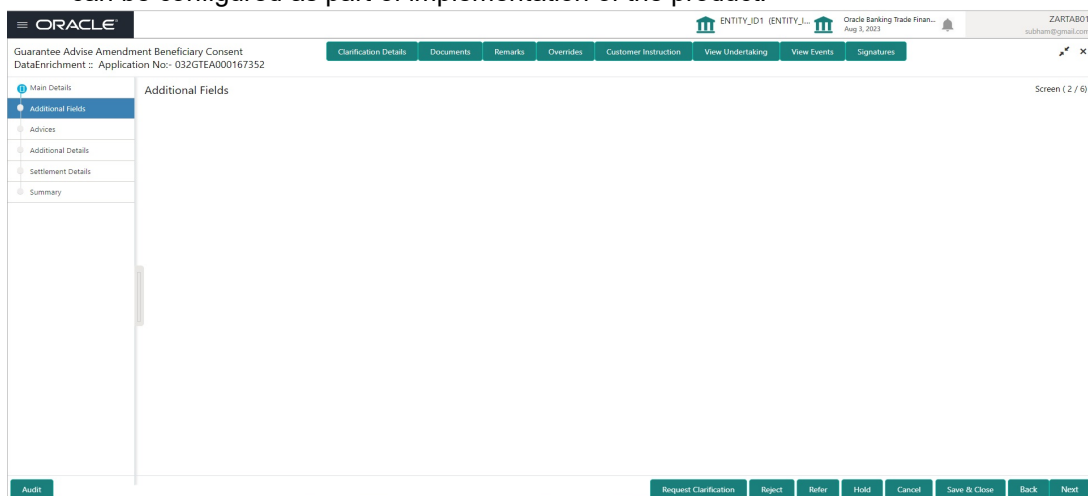 can be configured as part of implementation of the product.
ORACLE®
ENTITY_ID1 (ENTITY_I...
Oracle Banking Trade Finan...
Aug 3, 2023
ZARTAB01
subham@gmail.com
Guarantee Advise Amendment Beneficiary Consent
DataEnrichment :: Application No:- 032GTEA000167352
Clarification Details
Documents
Remarks
Overrides
Customer Instruction
View Undertaking
View Events
Signatures
Main Details
Additional Fields
Advices
Additional Details
Settlement Details
Summary
Additional Fields
Screen ( 2 / 6)
Audit
Request Clarification
Reject
Refer
Hold
Cancel
Save & Close
Back
Next